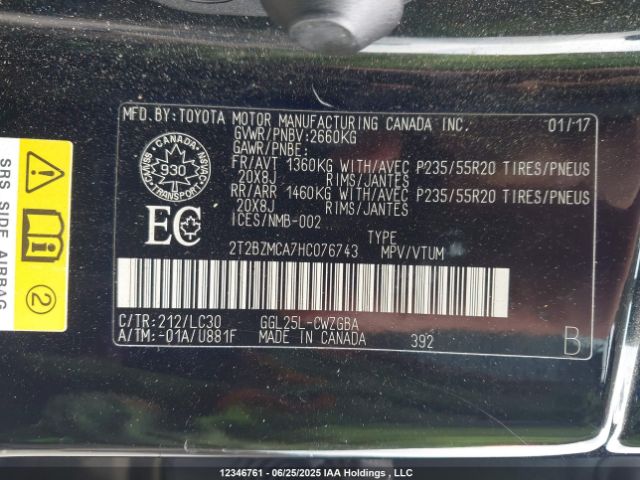 MFD.BY:TOYOTA MOTOR MANUFACTURING CANADA INC. 01/17
GVWR/PNBV:2660KG
GAWR/PNBE:
FR/AVT 1360KG WITH/AVEC P235/55R20 TIRES/PNEUS
20X8J RIMS/JANTES
RR/ARR 1460KG WITH/AVEC P235/55R20 TIRES/PNEUS
20X8J RIMS/JANTES
ICES/NMB-002
CANADA
930
MVSS NSVAC
EC
TYPE
2T2BZMCA7HC076743 MPV/VTUM
C/TR:212/LC30 GGL25L-CWZGBA
A/TM:-01A/U881F MADE IN CANADA 392 B
SRS SIDE AIRBAG
2
12346761 - 06/25/2025 IAA Holdings , LLC